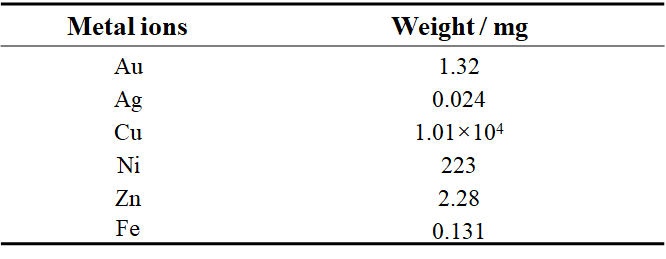 Metal ions Weight / mg
Au 1.32
Ag 0.024
Cu 1.01×10⁴
Ni 223
Zn 2.28
Fe 0.131